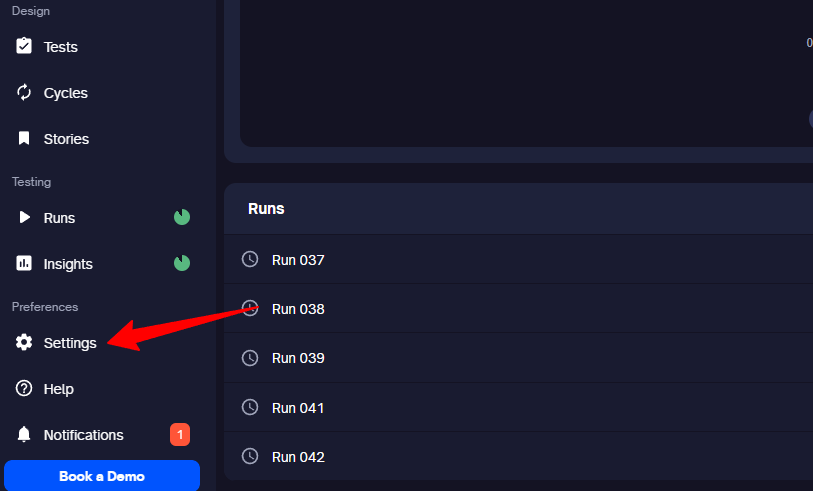 Design
Tests
Cycles
Stories
Testing
Runs
Insights
Preferences
Settings
Help
Notifications 1
Book a Demo
0
Runs
Run 037
Run 038
Run 039
Run 041
Run 042